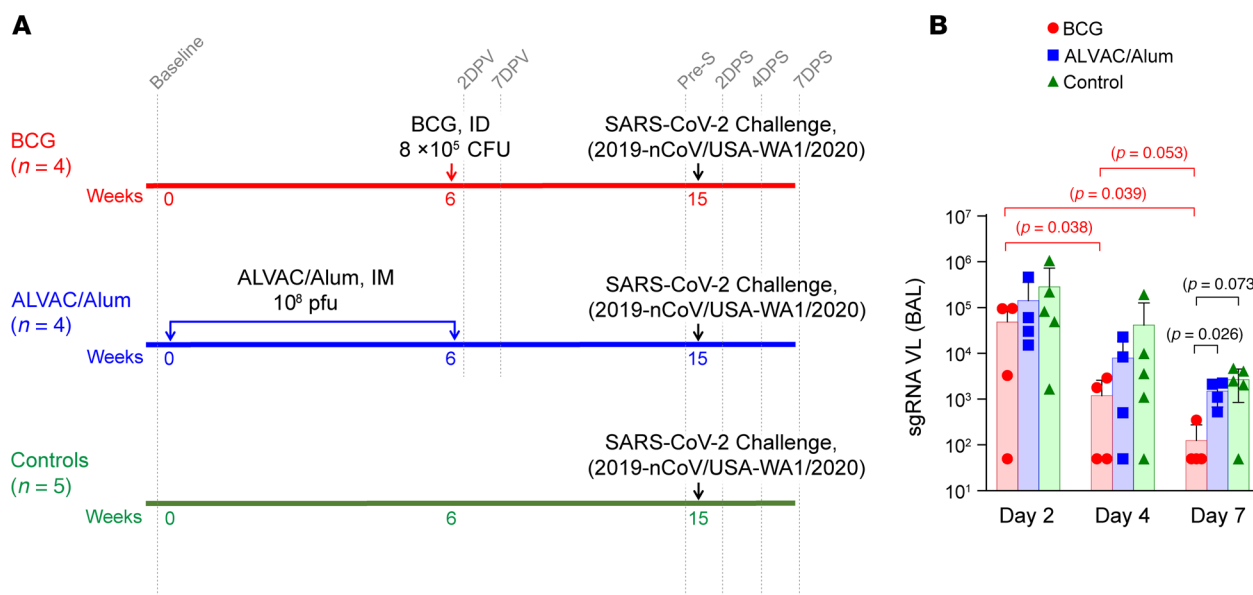 A
Baseline
2DPV
7DPV
Pre-S
2DPS
4DPS
7DPS
BCG
(n = 4)
BCG, ID
8 ×10⁵ CFU
SARS-CoV-2 Challenge,
(2019-nCoV/USA-WA1/2020)
Weeks
0
6
15
ALVAC/Alum
(n = 4)
ALVAC/Alum, IM
10⁸ pfu
SARS-CoV-2 Challenge,
(2019-nCoV/USA-WA1/2020)
Weeks
0
6
15
Controls
(n = 5)
SARS-CoV-2 Challenge,
(2019-nCoV/USA-WA1/2020)
Weeks
0
6
15
B
BCG
ALVAC/Alum
Control
(p = 0.053)
(p = 0.039)
(p = 0.038)
(p = 0.073
(p = 0.026)
sgRNA VL (BAL)
10⁷
10⁶
10⁵
10⁴
10³
10²
10¹
Day 2
Day 4
Day 7